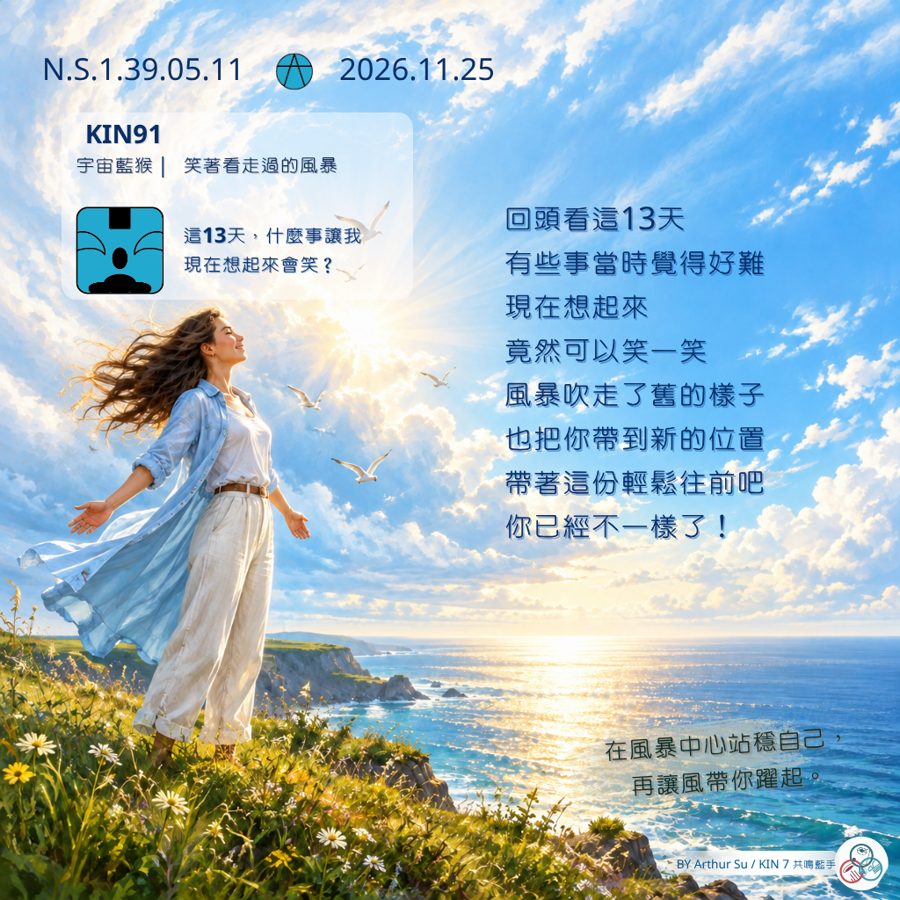 N.S.1.39.05.11
2026.11.25
KIN91
宇宙藍猴｜ 笑著看走過的風暴
這13天，什麼事讓我
現在想起來會笑？
回頭看這13天
有些事當時覺得好難
現在想起來
竟然可以笑一笑
風暴吹走了舊的樣子
也把你帶到新的位置
帶著這份輕鬆往前吧
你已經不一樣了！
在風暴中心站穩自己，
再讓風帶你躍起。
BY Arthur Su / KIN 7 共鳴藍手